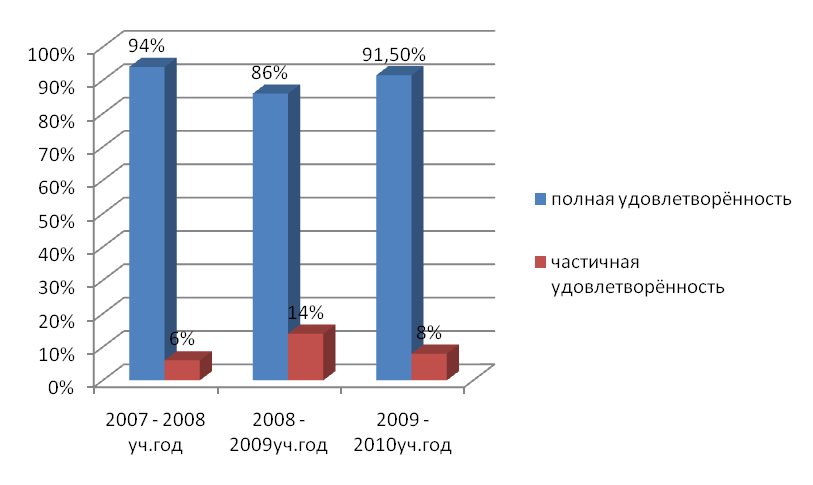 94%
86%
91,50%
100%
90%
80%
70%
60%
50%
40%
30%
20%
10%
0%
6%
14%
8%
2007 - 2008
уч.год
2008 -
2009уч.год
2009 -
2010уч.год
полная удовлетворённость
частичная
удовлетворённость